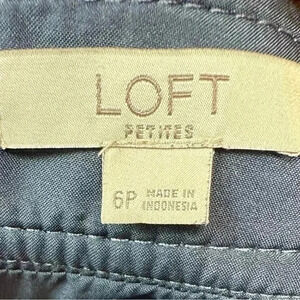 LOFT
PETITES
6P MADE IN
INDONESIA